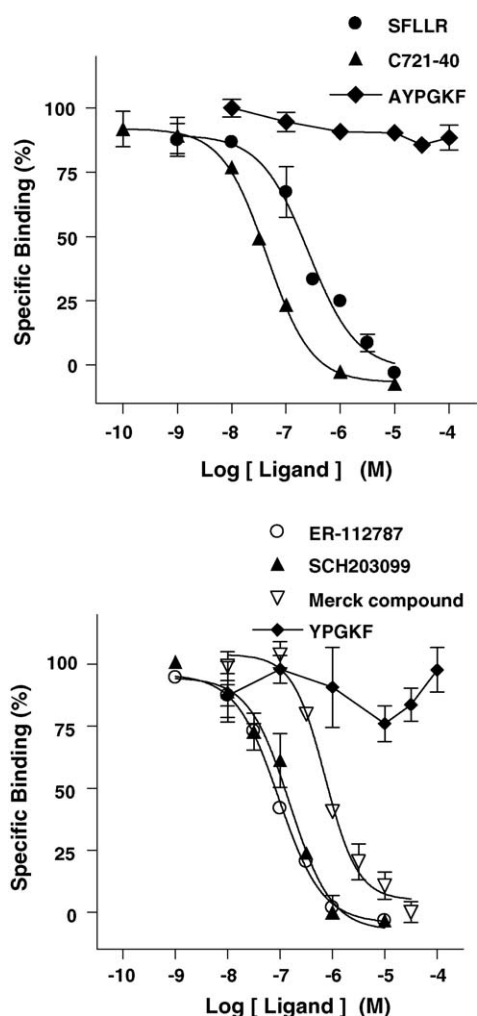 SFLLR
C721-40
AYPGKF
Specific Binding (%)
100
75
50
25
0
-10 -9 -8 -7 -6 -5 -4
Log [ Ligand ] (M)
ER-112787
SCH203099
Merck compound
YPGKF
Specific Binding (%)
100
75
50
25
0
-10 -9 -8 -7 -6 -5 -4
Log [ Ligand ] (M)